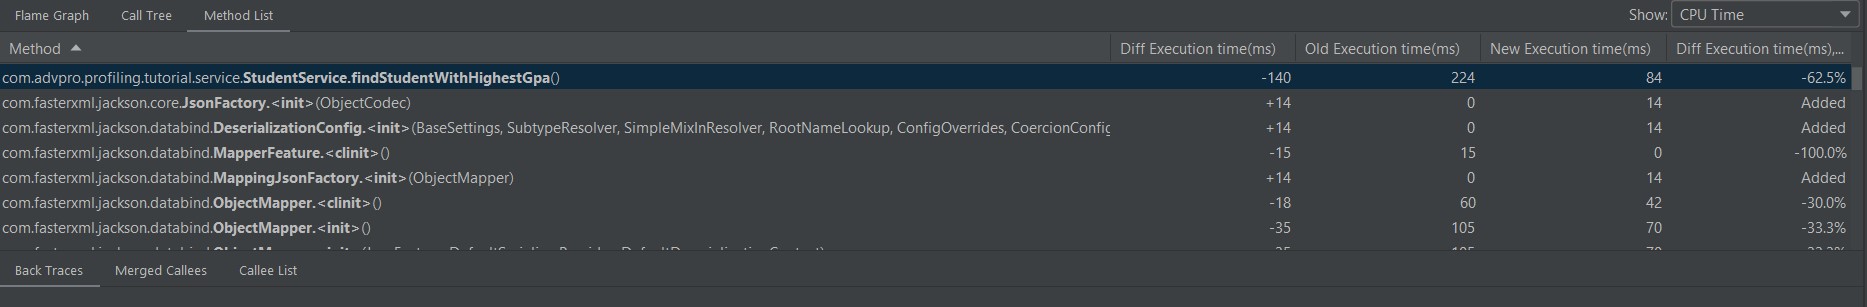 Flame Graph Call Tree Method List Show: CPU Time
Method Diff Execution time(ms) Old Execution time(ms) New Execution time(ms) Diff Execution time(ms),...
com.advpro.profiling.tutorial.service.StudentService.findStudentWithHighestGpa() -140 224 84 -62.5%
com.fasterxml.jackson.core.JsonFactory.<init>(ObjectCodec) +14 0 14 Added
com.fasterxml.jackson.databind.DeserializationConfig.<init>(BaseSettings, SubtypeResolver, SimpleMixInResolver, RootNameLookup, ConfigOverrides, CoercionConfig +14 0 14 Added
com.fasterxml.jackson.databind.MapperFeature.<clinit>() -15 15 0 -100.0%
com.fasterxml.jackson.databind.MappingJsonFactory.<init>(ObjectMapper) +14 0 14 Added
com.fasterxml.jackson.databind.ObjectMapper.<clinit>() -18 60 42 -30.0%
com.fasterxml.jackson.databind.ObjectMapper.<init>() -35 105 70 -33.3%
Back Traces Merged Callees Callee List